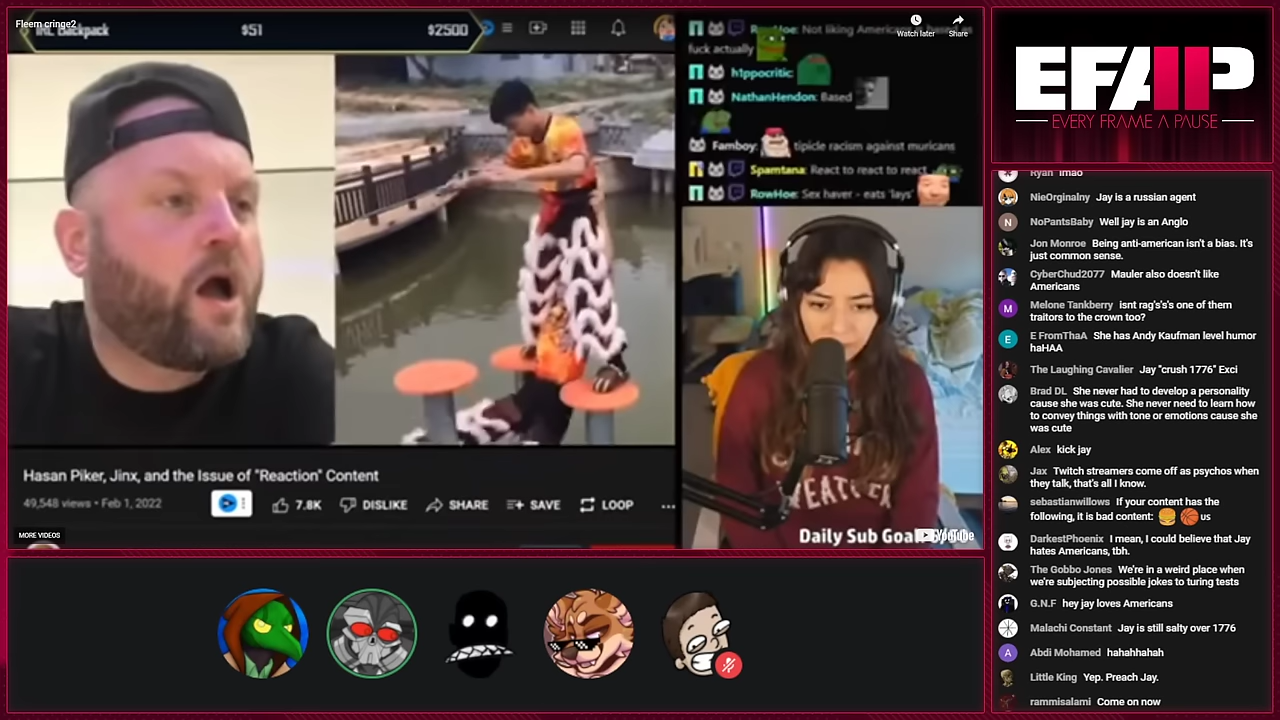 Fleem cringe2
IRL Backpack
$51
$2500
Watch later
Share
RowHoe: Not liking Americans is based as
fuck actually
h1ppocritic:
NathanHendon: Based
Famboy: tipicle racism against muricans
Spamtana: React to react to react
RowHoe: Sex haver - eats 'lays'
Hasan Piker, Jinx, and the Issue of "Reaction" Content
49,548 views • Feb 1, 2022
7.8K
DISLIKE
SHARE
SAVE
LOOP
MORE VIDEOS
Daily Sub Goal
YouTube
EFAP
EVERY FRAME A PAUSE
Ryan lmao
NieOrginalny Jay is a russian agent
N
NoPantsBaby Well jay is an Anglo
Jon Monroe Being anti-american isn't a bias. It's
just common sense.
CyberChud2077 Mauler also doesn't like
Americans
M
Melone Tankberry isnt rag's's's one of them
traitors to the crown too?
E
E FromThaA She has Andy Kaufman level humor
haHAA
The Laughing Cavalier Jay "crush 1776" Exci
Brad DL She never had to develop a personality
cause she was cute. She never need to learn how
to convey things with tone or emotions cause she
was cute
Alex kick jay
Jax Twitch streamers come off as psychos when
they talk, that's all I know.
sebastianwillows If your content has the
following, it is bad content: 🍔 🏀 us
DarkestPhoenix I mean, I could believe that Jay
hates Americans, tbh.
The Gobbo Jones We're in a weird place when
we're subjecting possible jokes to turing tests
G.N.F hey jay loves Americans
Malachi Constant Jay is still salty over 1776
A
Abdi Mohamed hahahhahah
Little King Yep. Preach Jay.
rammisalami Come on now